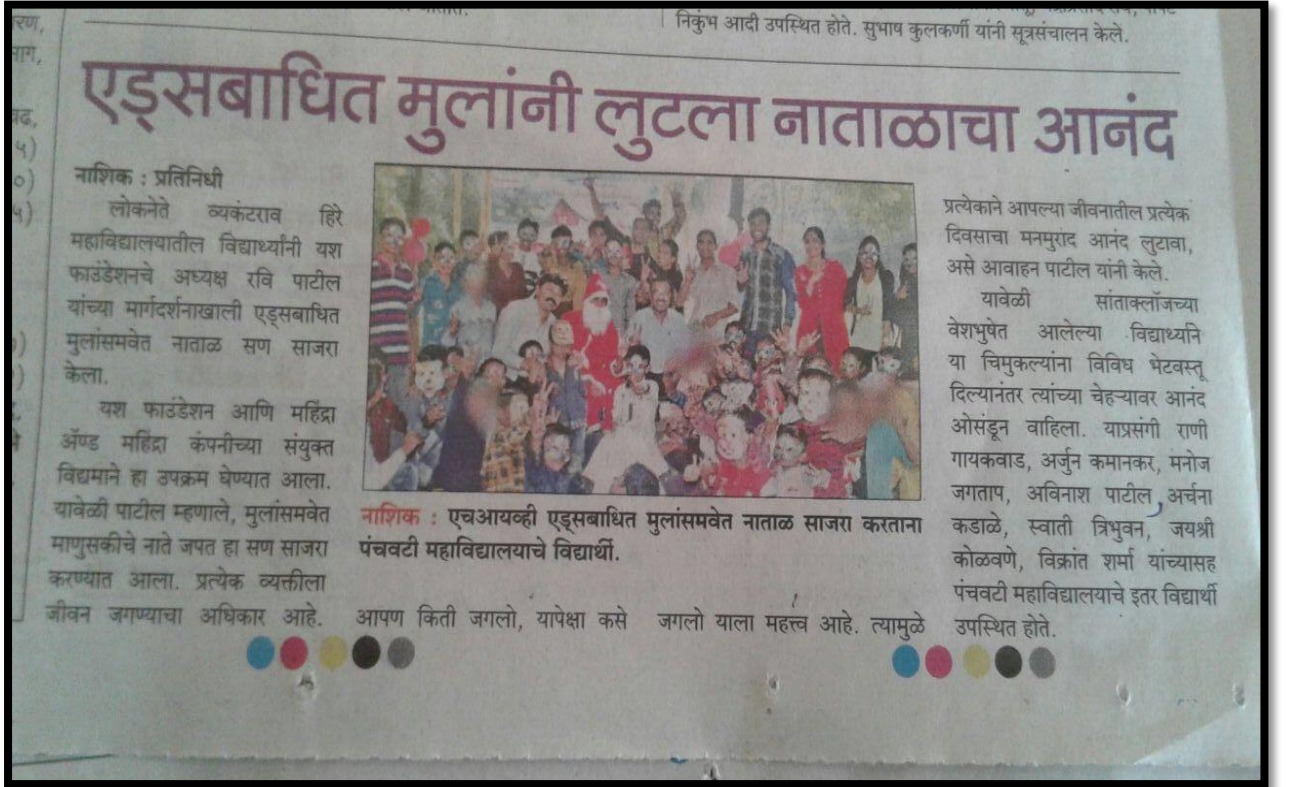 निकुंभ आदी उपस्थित होते. सुभाष कुलकर्णी यांनी सूत्रसंचालन केले.
एड्सबाधित मुलांनी लुटला नाताळाचा आनंद
नाशिक : प्रतिनिधी
लोकनेते व्यकंटराव हिरे
महाविद्यालयातील विद्यार्थ्यांनी यश
फाउंडेशनचे अध्यक्ष रवि पाटील
यांच्या मार्गदर्शनाखाली एड्सबाधित
मुलांसमवेत नाताळ सण साजरा
केला.
यश फाउंडेशन आणि महिंद्रा
ॲण्ड महिंद्रा कंपनीच्या संयुक्त
विद्यमाने हा उपक्रम घेण्यात आला.
यावेळी पाटील म्हणाले, मुलांसमवेत
माणुसकीचे नाते जपत हा सण साजरा
करण्यात आला. प्रत्येक व्यक्तीला
जीवन जगण्याचा अधिकार आहे.
नाशिक : एचआयव्ही एड्सबाधित मुलांसमवेत नाताळ साजरा करताना
पंचवटी महाविद्यालयाचे विद्यार्थी.
आपण किती जगलो, यापेक्षा कसे
जगलो याला महत्त्व आहे. त्यामुळे
प्रत्येकाने आपल्या जीवनातील प्रत्येक
दिवसाचा मनमुराद आनंद लुटावा,
असे आवाहन पाटील यांनी केले.
यावेळी सांताक्लॉजच्या
वेशभुषेत आलेल्या विद्यार्थ्याने
या चिमुकल्यांना विविध भेटवस्तू
दिल्यानंतर त्यांच्या चेहऱ्यावर आनंद
ओसंडून वाहिला. याप्रसंगी राणी
गायकवाड, अर्जुन कमानकर, मनोज
जगताप, अविनाश पाटील, अर्चना
कडाळे, स्वाती त्रिभुवन, जयश्री
कोळवणे, विक्रांत शर्मा यांच्यासह
पंचवटी महाविद्यालयाचे इतर विद्यार्थी
उपस्थित होते.